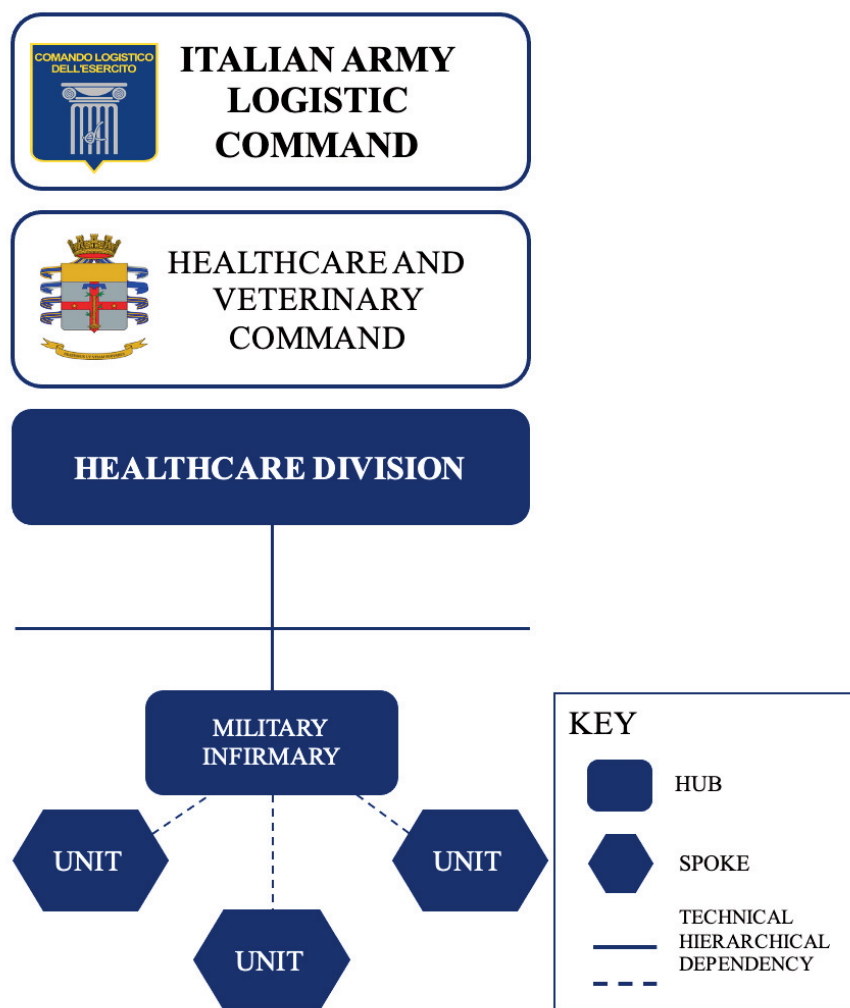 COMANDO LOGISTICO
DELL'ESERCITO
ITALIAN ARMY
LOGISTIC
COMMAND
HEALTHCARE AND
VETERINARY
COMMAND
HEALTHCARE DIVISION
MILITARY
INFIRMARY
UNIT
UNIT
UNIT
KEY
HUB
SPOKE
TECHNICAL
HIERARCHICAL
DEPENDENCY